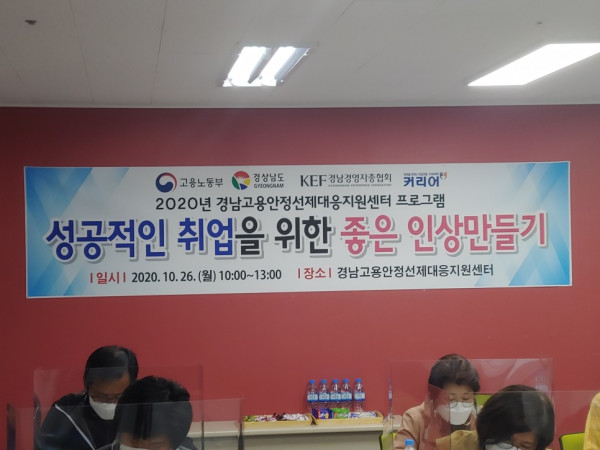 고용노동부 경상남도 GYEONGNAM KEF 경남경영자총협회 커리어
2020년 경남고용안정선제대응지원센터 프로그램
성공적인 취업을 위한 좋은 인상만들기
|일시| 2020. 10. 26. (월) 10:00~13:00 |장소| 경남고용안정선제대응지원센터